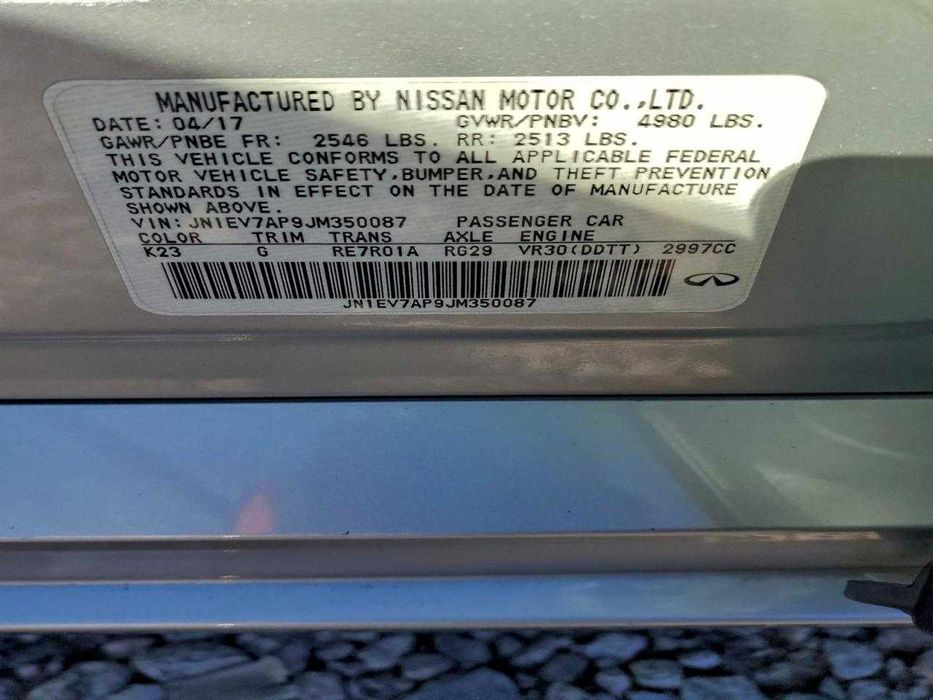 MANUFACTURED BY NISSAN MOTOR CO.,LTD.
DATE: 04/17 GVWR/PNBV: 4980 LBS.
GAWR/PNBE FR: 2546 LBS. RR: 2513 LBS.
THIS VEHICLE CONFORMS TO ALL APPLICABLE FEDERAL
MOTOR VEHICLE SAFETY,BUMPER,AND THEFT PREVENTION
STANDARDS IN EFFECT ON THE DATE OF MANUFACTURE
SHOWN ABOVE.
VIN: JN1EV7AP9JM350087 PASSENGER CAR
COLOR TRIM TRANS AXLE ENGINE
K23 G RE7R01A RG29 VR30(DDTT) 2997CC
JN1EV7AP9JM350087